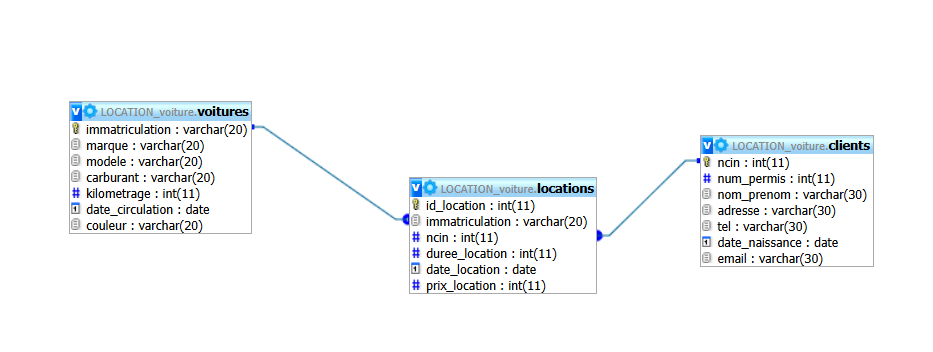 LOCATION_voiture.voitures
immatriculation : varchar(20)
marque : varchar(20)
modele : varchar(20)
carburant : varchar(20)
kilometrage : int(11)
date_circulation : date
couleur : varchar(20)
LOCATION_voiture.locations
id_location : int(11)
immatriculation : varchar(20)
ncin : int(11)
duree_location : int(11)
date_location : date
prix_location : int(11)
LOCATION_voiture.clients
ncin : int(11)
num_permis : int(11)
nom_prenom : varchar(30)
adresse : varchar(30)
tel : varchar(30)
date_naissance : date
email : varchar(30)